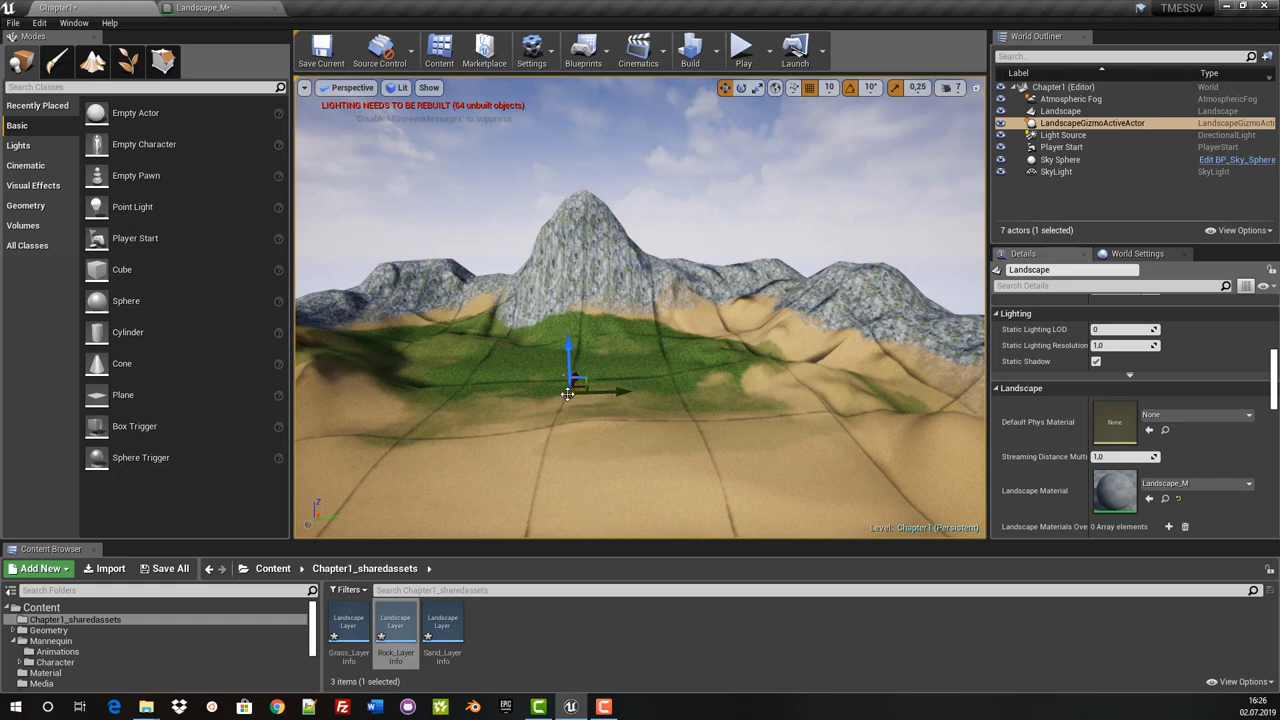 Chapter1*
Landscape_M*
TMESSV
File Edit Window Help
Modes
Search Classes
Recently Placed
Basic
Lights
Cinematic
Visual Effects
Geometry
Volumes
All Classes
Empty Actor
Empty Character
Empty Pawn
Point Light
Player Start
Cube
Sphere
Cylinder
Cone
Plane
Box Trigger
Sphere Trigger
Save Current
Source Control
Content
Marketplace
Settings
Blueprints
Cinematics
Build
Play
Launch
Perspective
Lit
Show
10
10°
0,25
7
LIGHTING NEEDS TO BE REBUILT (64 unbuilt objects)
'DisableAllScreenMessages' to suppress
Z
Level: Chapter1 (Persistent)
World Outliner
Search...
Label Type
Chapter1 (Editor) World
Atmospheric Fog AtmosphericFog
Landscape Landscape
LandscapeGizmoActiveActor LandscapeGizmoActi
Light Source DirectionalLight
Player Start PlayerStart
Sky Sphere Edit BP_Sky_Sphere
SkyLight SkyLight
7 actors (1 selected)
View Options
Details
World Settings
Landscape
Search Details
Lighting
Static Lighting LOD 0
Static Lighting Resolution 1,0
Static Shadow
Landscape
Default Phys Material
None
None
Streaming Distance Multi 1,0
Landscape Material
Landscape_M
Landscape Materials Ove 0 Array elements
Content Browser
Add New
Import
Save All
Content
Chapter1_sharedassets
Search Folders
Content
Chapter1_sharedassets
Geometry
Mannequin
Animations
Character
Material
Media
Filters
Search Chapter1_sharedassets
Landscape
Layer
Grass_Layer
Info
Landscape
Layer
Rock_Layer
Info
Landscape
Layer
Sand_Layer
Info
3 items (1 selected)
View Options
16:26
02.07.2019